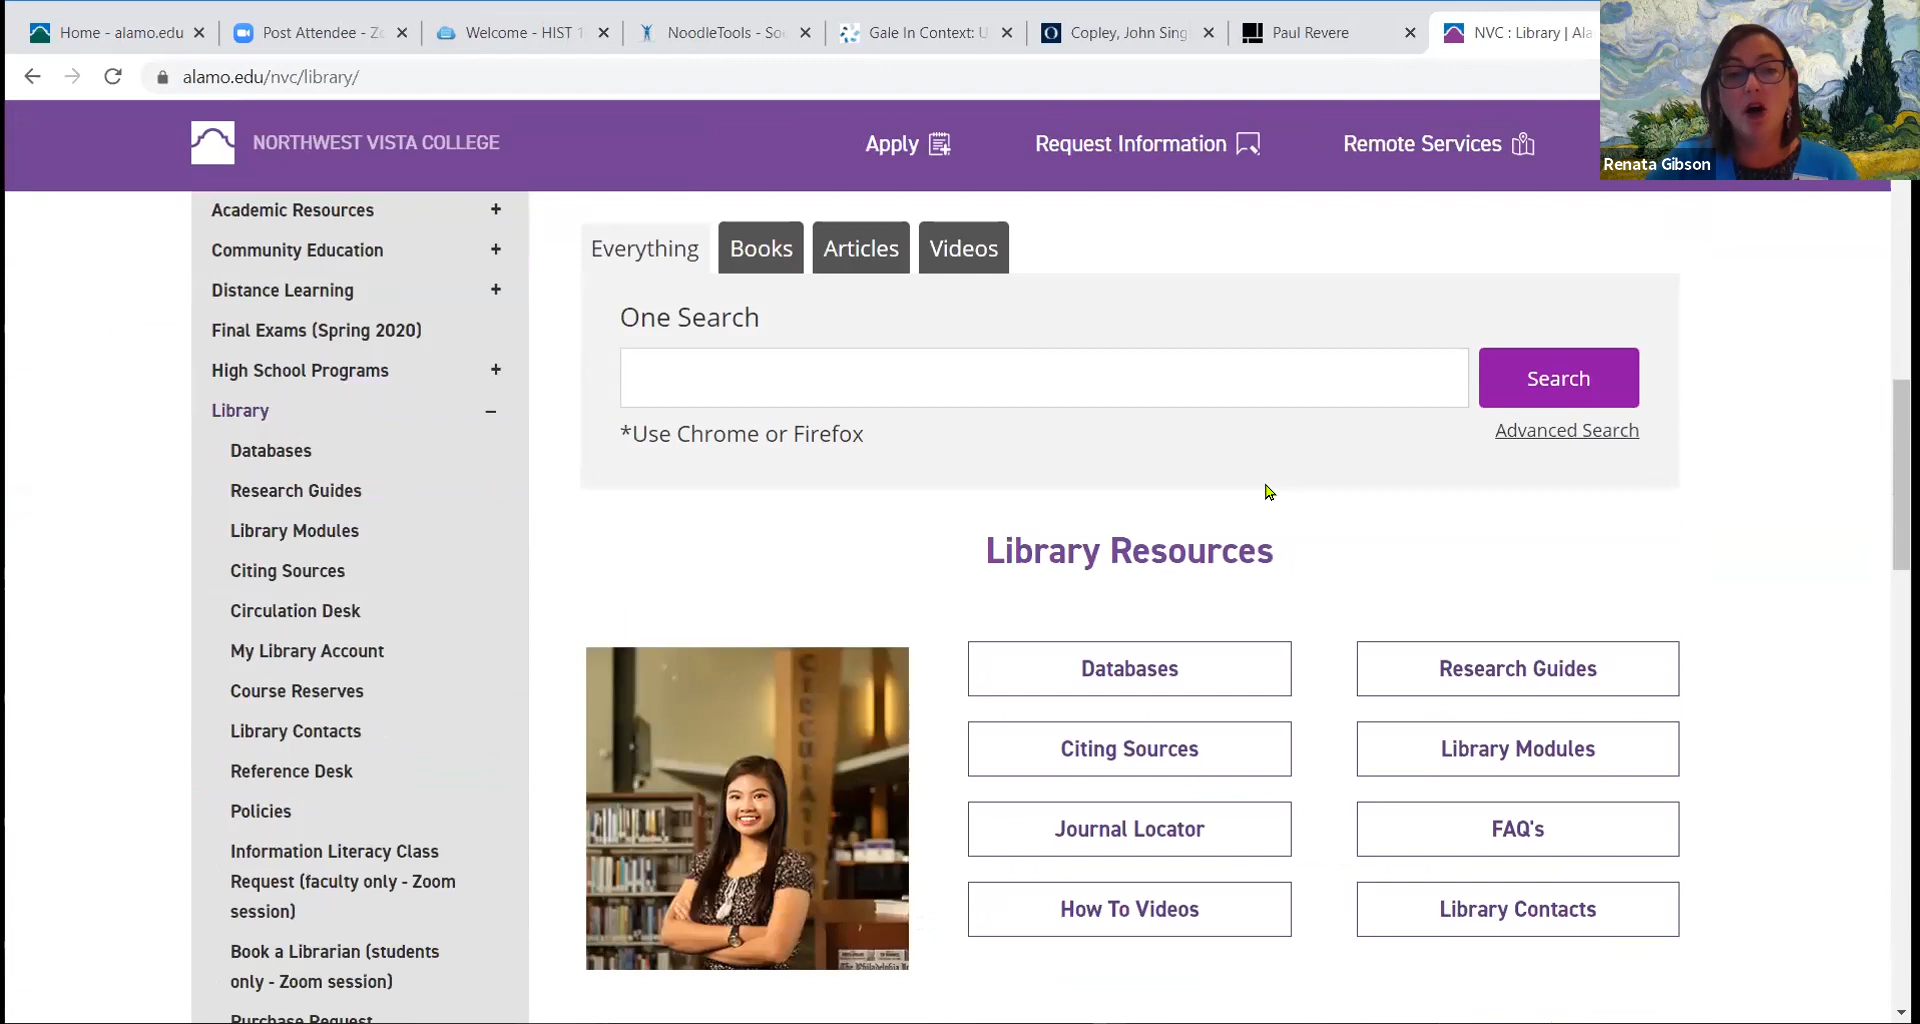 Home - alamo.edu
Post Attendee - Zo
Welcome - HIST 1
NoodleTools - Sou
Gale In Context: U
Copley, John Sing
Paul Revere
NVC : Library | Ala
alamo.edu/nvc/library/
Renata Gibson
NORTHWEST VISTA COLLEGE
Apply
Request Information
Remote Services
Academic Resources +
Community Education +
Distance Learning +
Final Exams (Spring 2020)
High School Programs +
Library –
Databases
Research Guides
Library Modules
Citing Sources
Circulation Desk
My Library Account
Course Reserves
Library Contacts
Reference Desk
Policies
Information Literacy Class
Request (faculty only - Zoom
session)
Book a Librarian (students
only - Zoom session)
Purchase Request
Everything
Books
Articles
Videos
One Search
Search
*Use Chrome or Firefox
Advanced Search
Library Resources
CIRCULATIO
Databases
Research Guides
Citing Sources
Library Modules
Journal Locator
FAQ's
How To Videos
Library Contacts